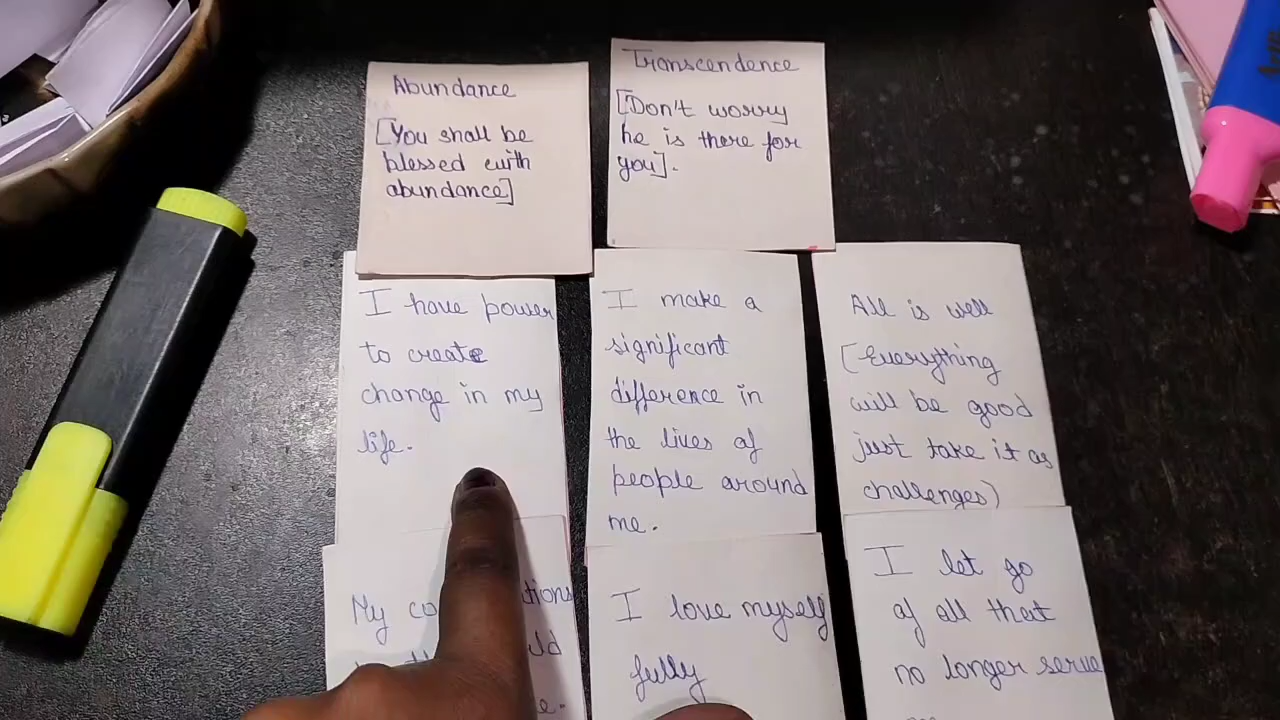 Abundance
[You shall be
blessed with
abundance]
Transcendence
[Don't worry
he is there for
you].
I have power
to create
change in my
life.
I make a
significant
difference in
the lives of
people around
me.
All is well
[Everything
will be good
just take it as
challenges)
My
I love myself
fully
I let go
of all that
no longer serve